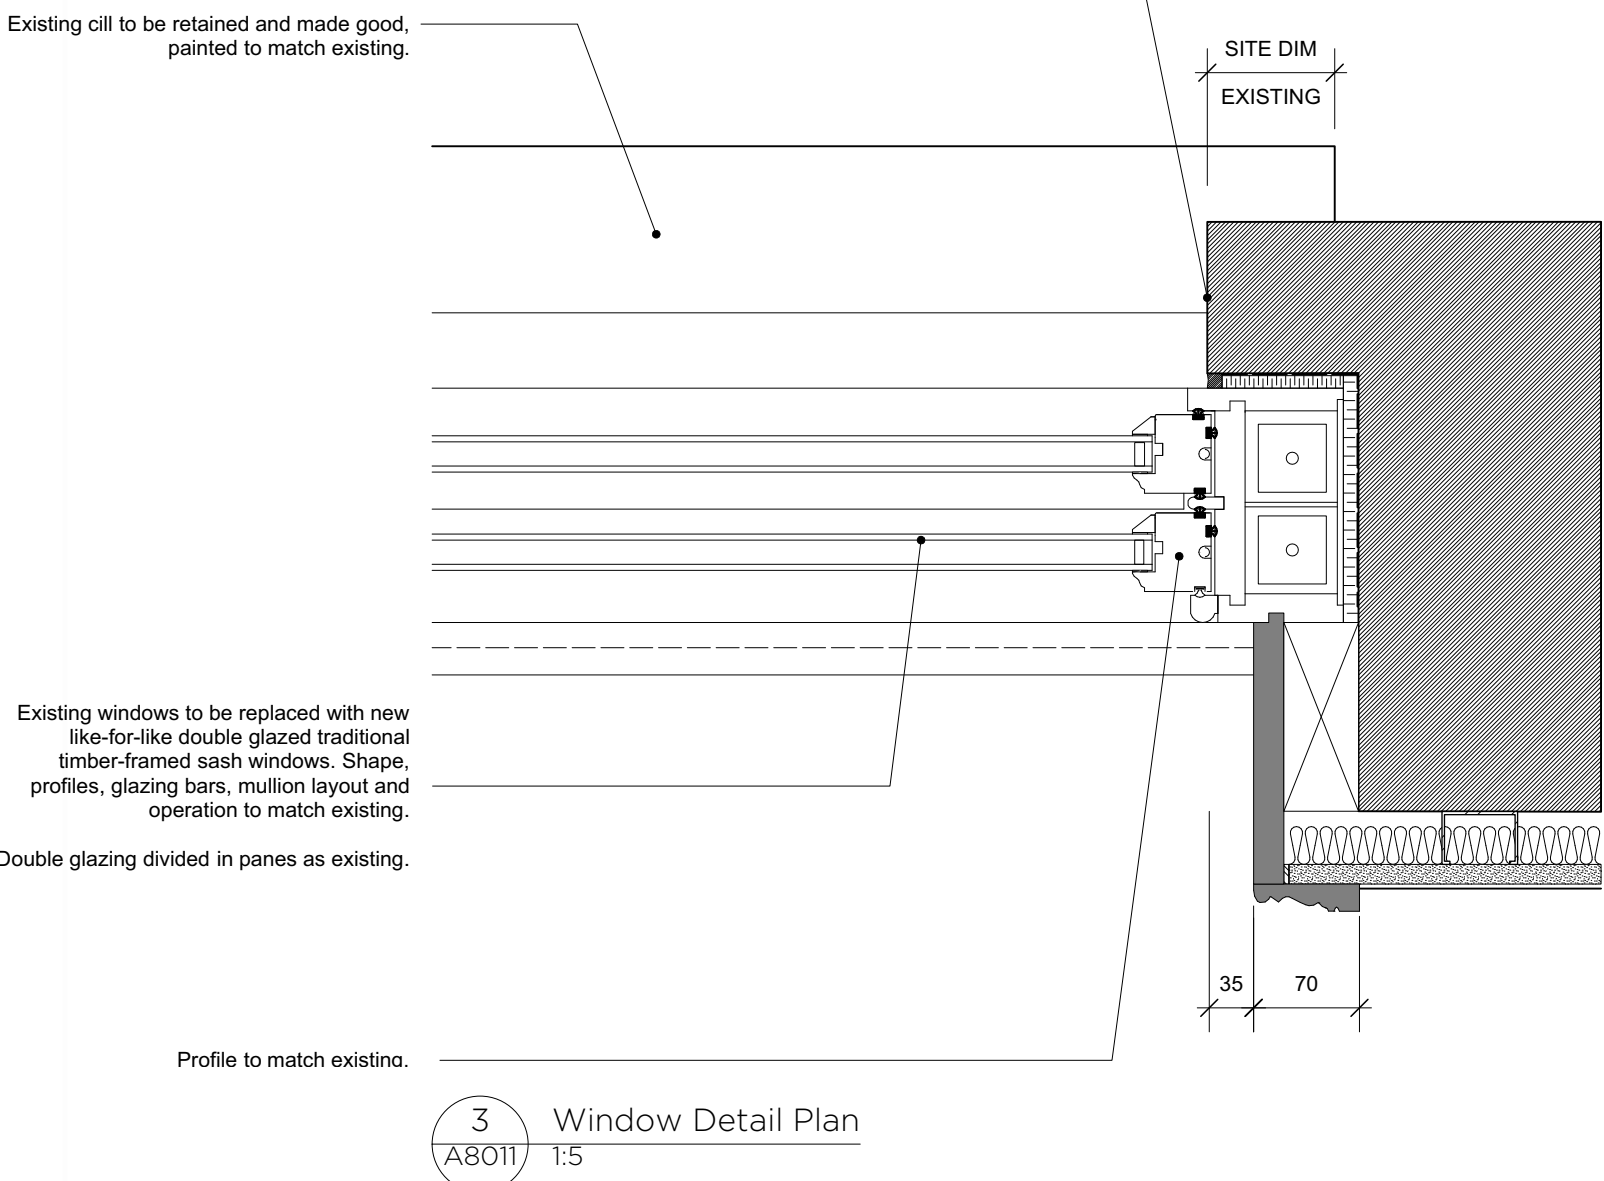 Existing cill to be retained and made good,
painted to match existing.
SITE DIM
EXISTING
Existing windows to be replaced with new
like-for-like double glazed traditional
timber-framed sash windows. Shape,
profiles, glazing bars, mullion layout and
operation to match existing.
Double glazing divided in panes as existing.
35
70
Profile to match existing.
3
Window Detail Plan
A8011
1:5